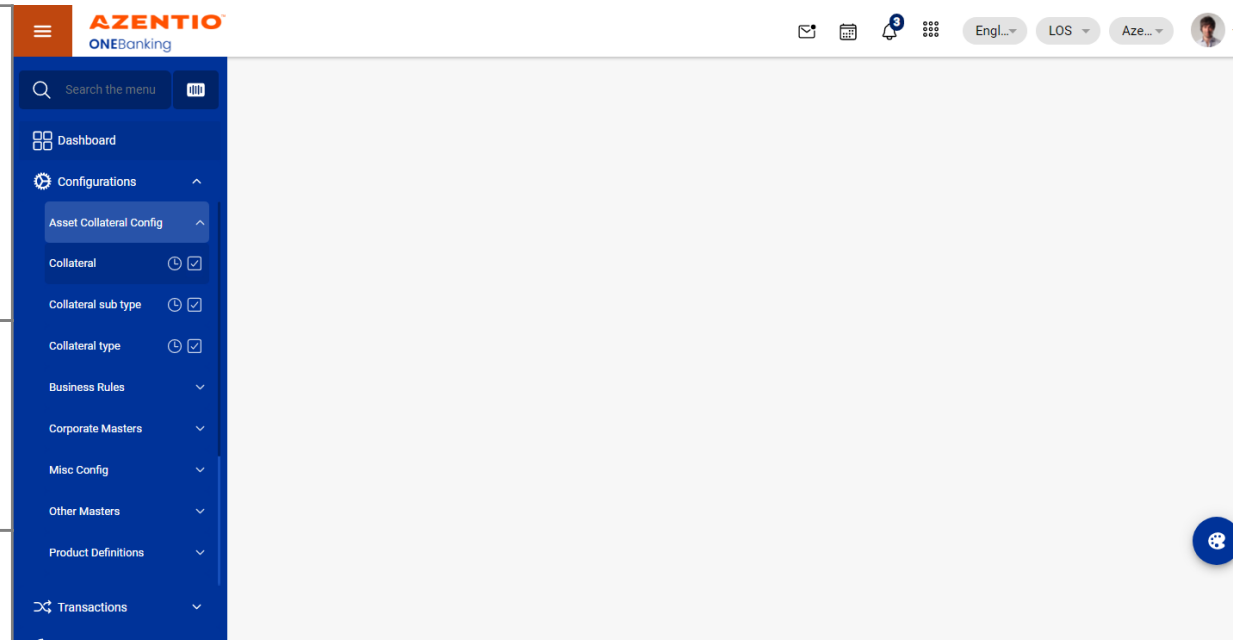 AZENTIO
ONEBanking
3
Engl...
LOS
Aze...
Search the menu
Dashboard
Configurations
Asset Collateral Config
Collateral
Collateral sub type
Collateral type
Business Rules
Corporate Masters
Misc Config
Other Masters
Product Definitions
Transactions